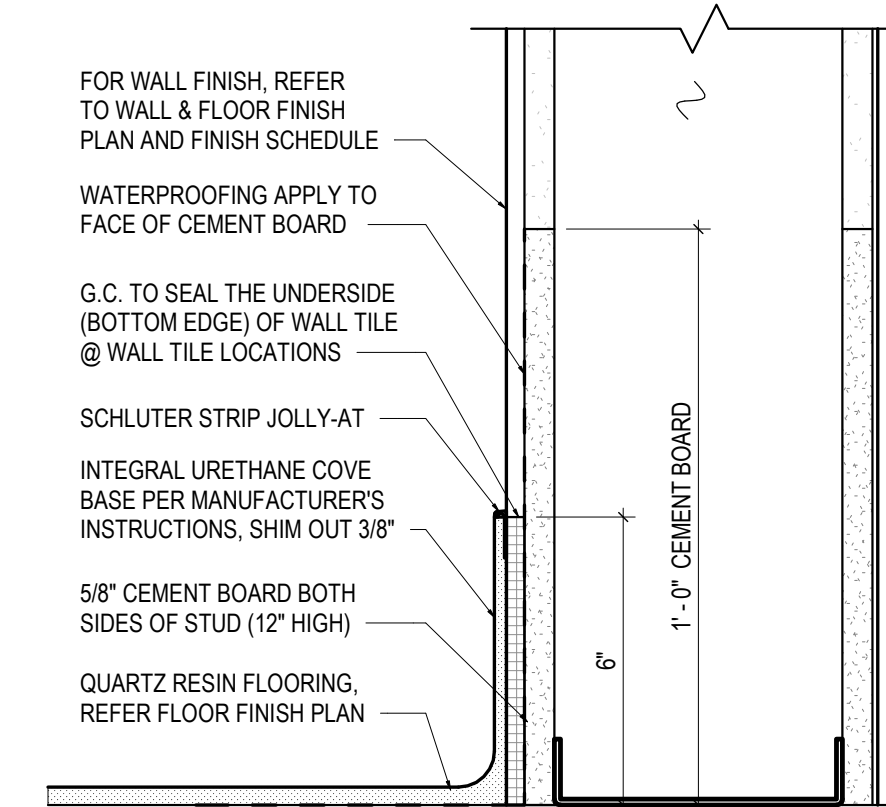 FOR WALL FINISH, REFER
TO WALL & FLOOR FINISH
PLAN AND FINISH SCHEDULE
WATERPROOFING APPLY TO
FACE OF CEMENT BOARD
G.C. TO SEAL THE UNDERSIDE
(BOTTOM EDGE) OF WALL TILE
@ WALL TILE LOCATIONS
SCHLUTER STRIP JOLLY-AT
INTEGRAL URETHANE COVE
BASE PER MANUFACTURER'S
INSTRUCTIONS, SHIM OUT 3/8"
5/8" CEMENT BOARD BOTH
SIDES OF STUD (12" HIGH)
QUARTZ RESIN FLOORING,
REFER FLOOR FINISH PLAN
6"
1' - 0" CEMENT BOARD